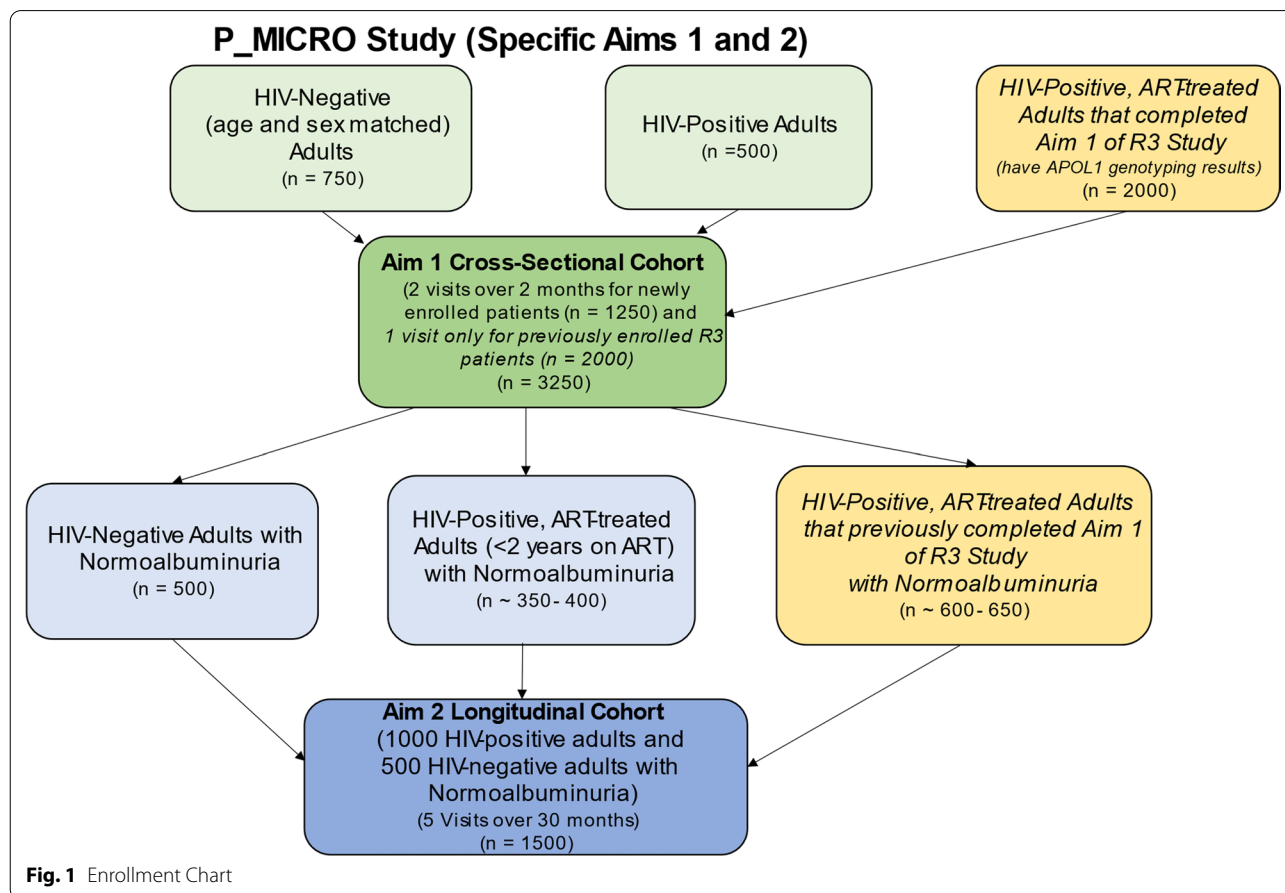 P_MICRO Study (Specific Aims 1 and 2)
HIV-Negative
(age and sex matched)
Adults
(n = 750)
HIV-Positive Adults
(n =500)
HIV-Positive, ART-treated
Adults that completed
Aim 1 of R3 Study
(have APOL1 genotyping results)
(n = 2000)
Aim 1 Cross-Sectional Cohort
(2 visits over 2 months for newly
enrolled patients (n = 1250) and
1 visit only for previously enrolled R3
patients (n = 2000)
(n = 3250)
HIV-Negative Adults with
Normoalbuminuria
(n = 500)
HIV-Positive, ART-treated
Adults (<2 years on ART)
with Normoalbuminuria
(n ~ 350- 400)
HIV-Positive, ART-treated Adults
that previously completed Aim 1
of R3 Study
with Normoalbuminuria
(n ~ 600- 650)
Aim 2 Longitudinal Cohort
(1000 HIV-positive adults and
500 HIV-negative adults with
Normoalbuminuria)
(5 Visits over 30 months)
(n = 1500)
Fig. 1 Enrollment Chart